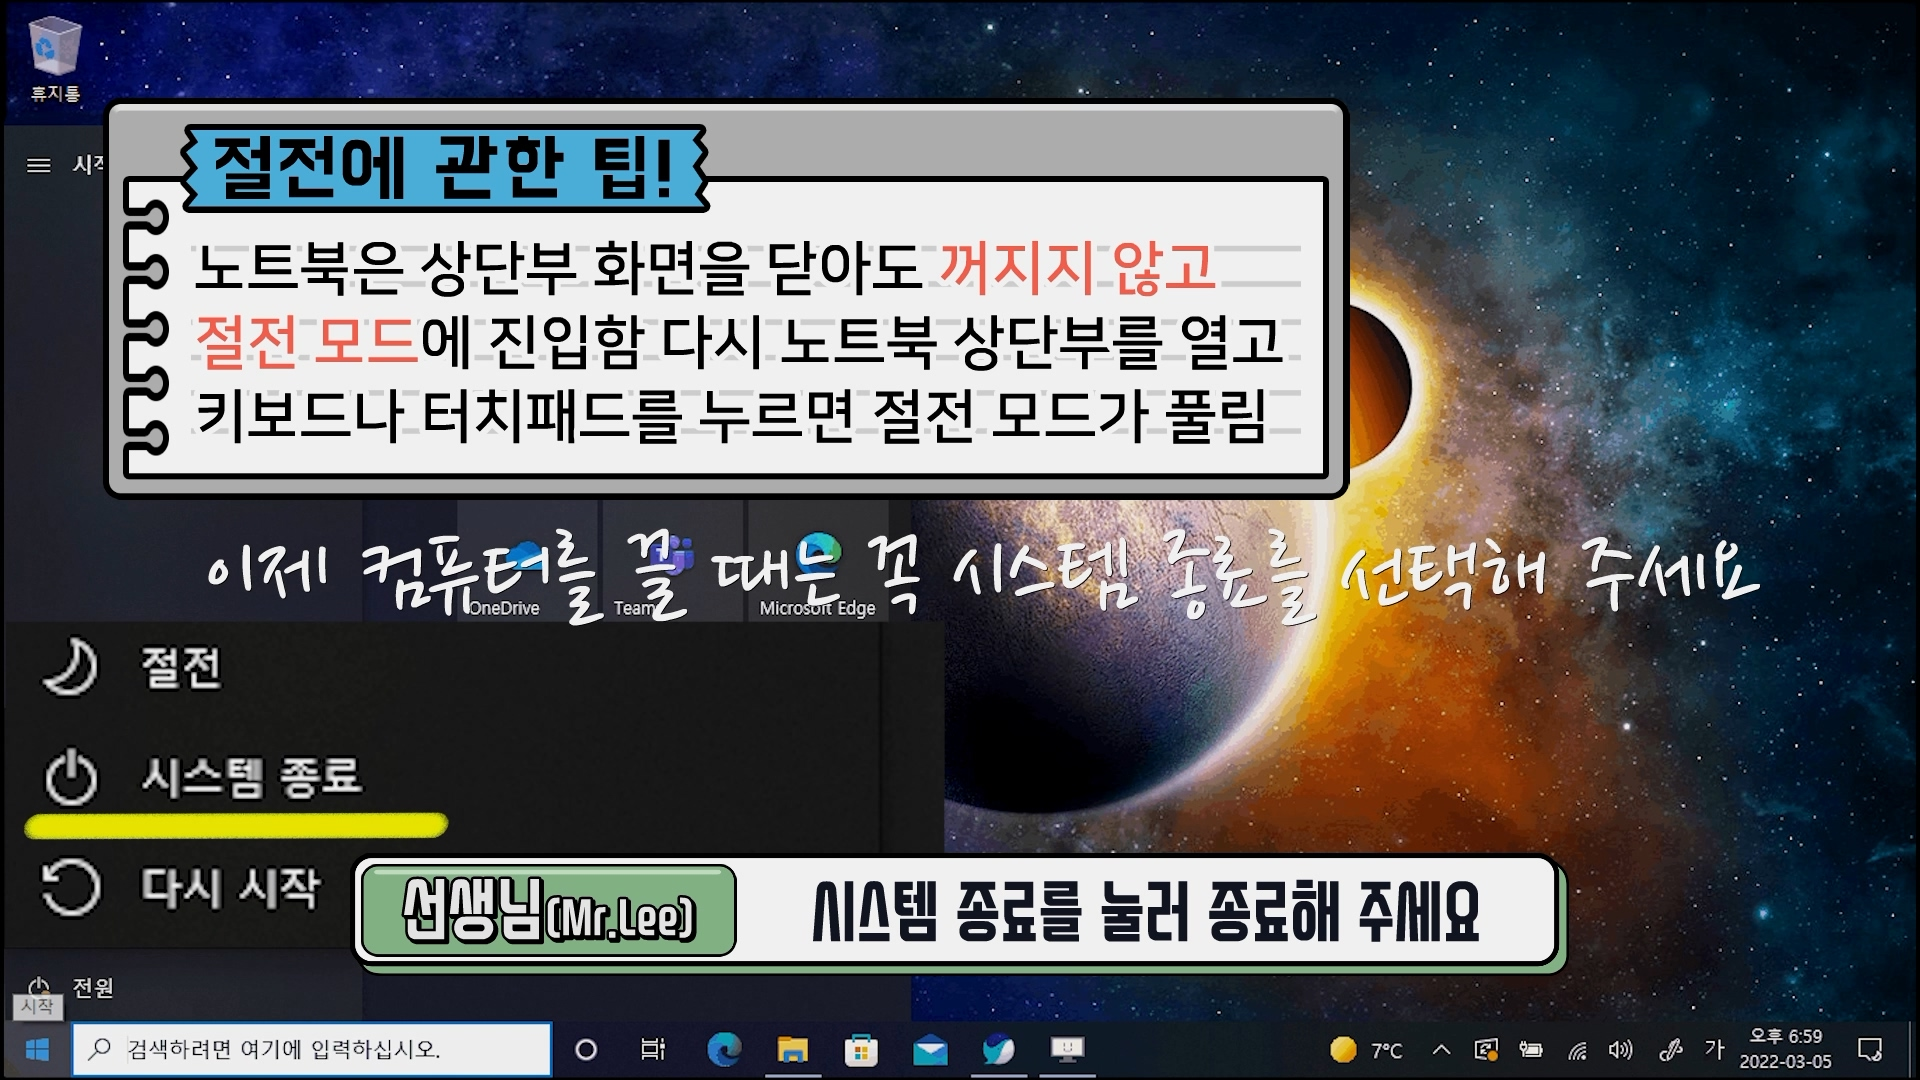 휴지통
시작
절전에 관한 팁!
노트북은 상단부 화면을 닫아도 꺼지지 않고
절전 모드에 진입함 다시 노트북 상단부를 열고
키보드나 터치패드를 누르면 절전 모드가 풀림
이제 컴퓨터를 끌 때는 꼭 시스템 종료를 선택해 주세요
OneDrive
Team
Microsoft Edge
절전
시스템 종료
다시 시작
선생님(Mr.Lee)
시스템 종료를 눌러 종료해 주세요
전원
시작
검색하려면 여기에 입력하십시오.
7°C
가
오후 6:59
2022-03-05